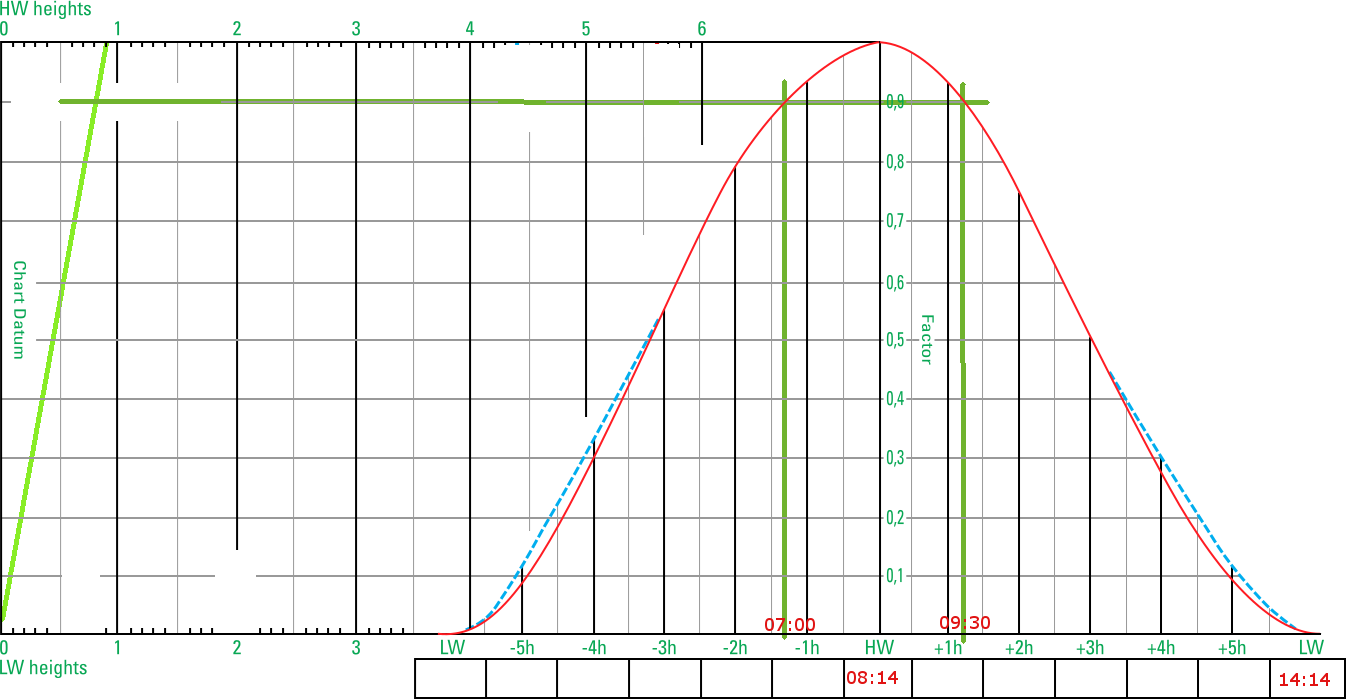 HW heights
0 1 2 3 4 5 6
0,9
0,8
0,7
0,6
0,5
0,4
0,3
0,2
0,1
Chart Datum
Factor
07:00 09:30
0 1 2 3 LW -5h -4h -3h -2h -1h HW +1h +2h +3h +4h +5h LW
LW heights
08:14 14:14